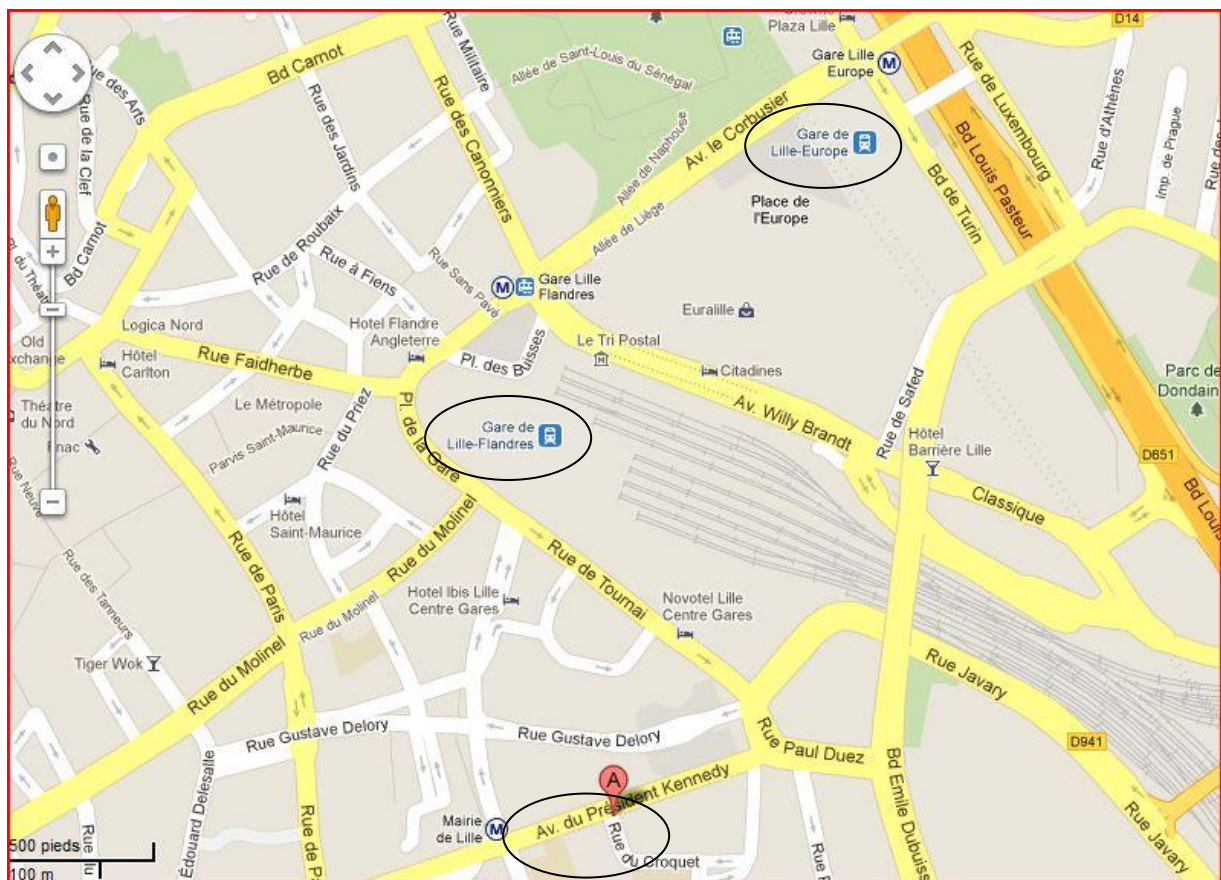 Crowne
Plaza Lille
D14
Gare Lille
Europe
M
Rue Militaire
Allée de Saint-Louis du Sénégal
Bd Carnot
Rue des Arts
Rue de la Clef
Rue des Jardins
Rue des Canonniers
Allée de Naphouse
Av. le Corbusier
Gare de
Lille-Europe
Rue de Luxembourg
Rue d'Athènes
Imp. de Prague
Bd Louis Pasteur
Bd de Turin
Place de
l'Europe
Allée de Liège
Rue de Roubaix
Rue à Fiens
Rue Sans Pavé
Bd Carnot
Pl. du Théât
M
Gare Lille
Flandres
Euralille
Logica Nord
Hotel Flandre
Angleterre
Old
xchange
Hôtel
Carlton
Rue Faidherbe
Pl. des Buisses
Le Tri Postal
Citadines
Parc de
Dondain
Théatre
du Nord
Le Métropole
Parvis Saint-Maurice
Rue du Priez
Pl. de la Gare
Gare de
Lille-Flandres
Av. Willy Brandt
Rue de Safed
Hôtel
Barrière Lille
D651
Fnac
Rue Neuve
Hôtel
Saint-Maurice
Rue du Molinel
Classique
Bd Louis
Rue des Tanneurs
Rue de Paris
Rue de Tournai
Hotel Ibis Lille
Centre Gares
Novotel Lille
Centre Gares
Rue du Molinel
Tiger Wok
Rue du Molinel
Rue Javary
Rue Gustave Delory
Rue Gustave Delory
Rue Paul Duez
D941
A
Av. du Président Kennedy
Mairie
de Lille
M
Rue du Croquet
Édouard Delesalle
Rue de Pa
Bd Emile Dubuiss
Rue Javary
500 pieds
100 m